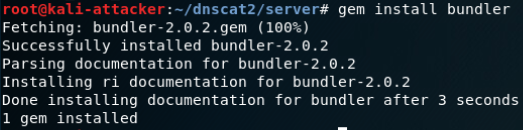 root@kali-attacker:~/dnscat2/server# gem install bundler
Fetching: bundler-2.0.2.gem (100%)
Successfully installed bundler-2.0.2
Parsing documentation for bundler-2.0.2
Installing ri documentation for bundler-2.0.2
Done installing documentation for bundler after 3 seconds
1 gem installed